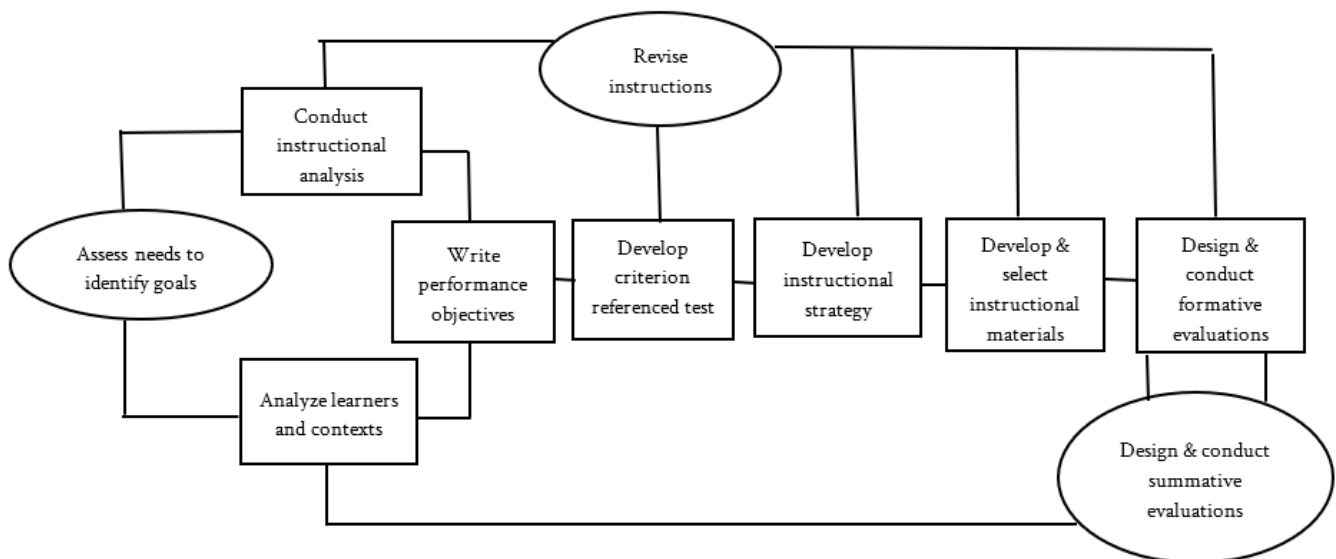 Revise
instructions
Conduct
instructional
analysis
Assess needs to
identify goals
Write
performance
objectives
Develop
criterion
referenced test
Develop
instructional
strategy
Develop &
select
instructional
materials
Design &
conduct
formative
evaluations
Analyze learners
and contexts
Design & conduct
summative
evaluations